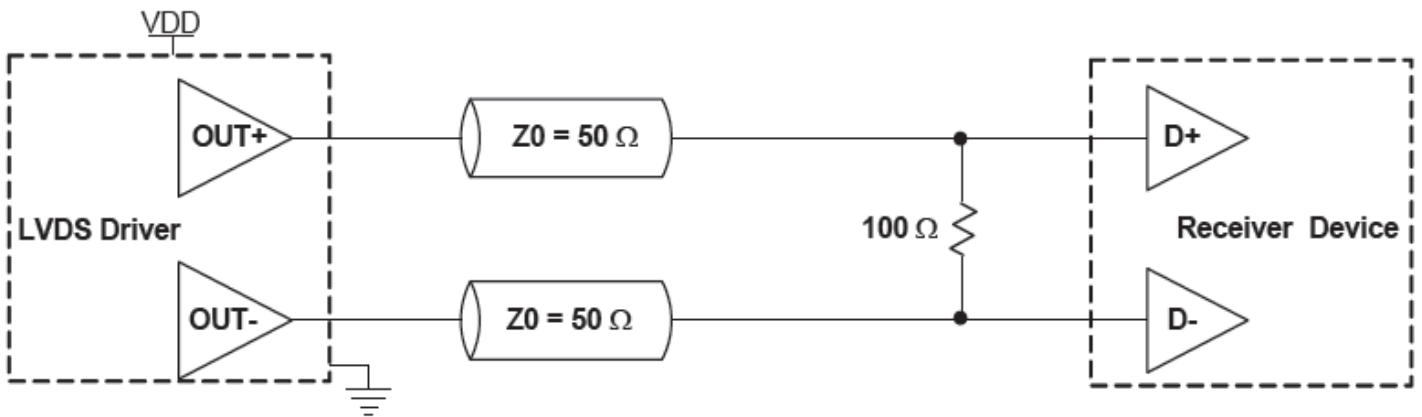 VDD
OUT+
Z0 = 50 Ω
D+
LVDS Driver
100 Ω
Receiver Device
OUT-
Z0 = 50 Ω
D-